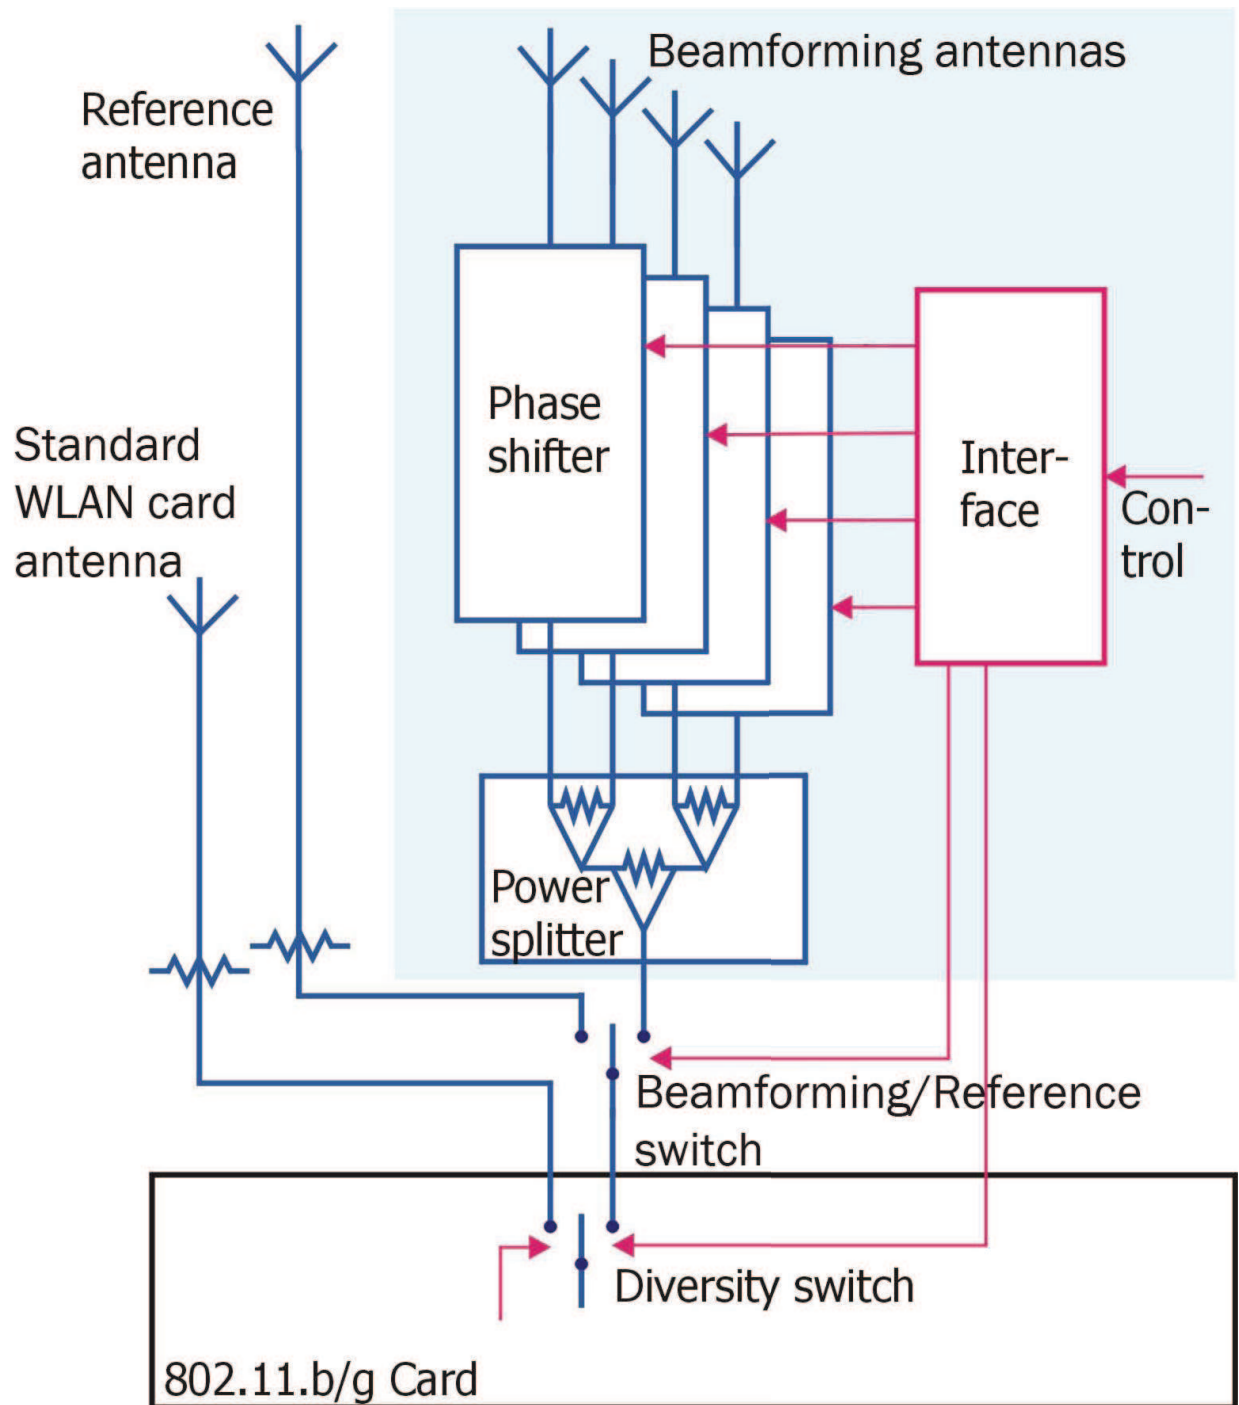 Beamforming antennas
Reference
antenna
Phase
shifter
Standard
WLAN card
antenna
Inter-
face
Con-
trol
Power
splitter
Beamforming/Reference
switch
Diversity switch
802.11.b/g Card